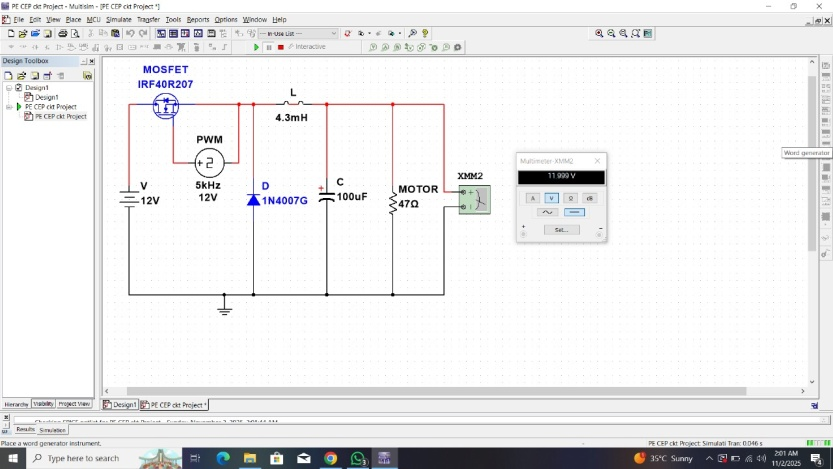 PE CEP ckt Project - Multisim - [PE CEP ckt Project *]
File Edit View Place MCU Simulate Transfer Tools Reports Options Window Help
--- In-Use List ---
Interactive
Design Toolbox
Design1
Design1
PE CEP ckt Project
PE CEP ckt Project
MOSFET
IRF40R207
L
4.3mH
PWM
5kHz
12V
V
12V
D
1N4007G
C
100uF
MOTOR
47Ω
XMM2
Multimeter-XMM2
11.999 V
A V Ω dB
Set...
Word generator
Hierarchy Visibility Project View
Design1 PE CEP ckt Project *
Results Simulation
Place a word generator instrument.
PE CEP ckt Project: Simulati Tran: 0.046 s
Type here to search
35°C Sunny
2:01 AM
11/2/2025